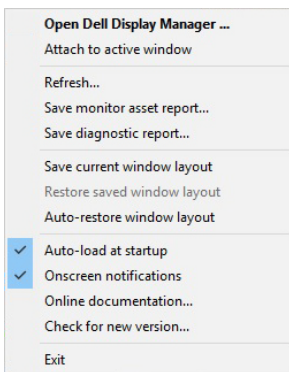 Open Dell Display Manager ...
Attach to active window
Refresh...
Save monitor asset report...
Save diagnostic report...
Save current window layout
Restore saved window layout
Auto-restore window layout
Auto-load at startup
Onscreen notifications
Online documentation...
Check for new version...
Exit